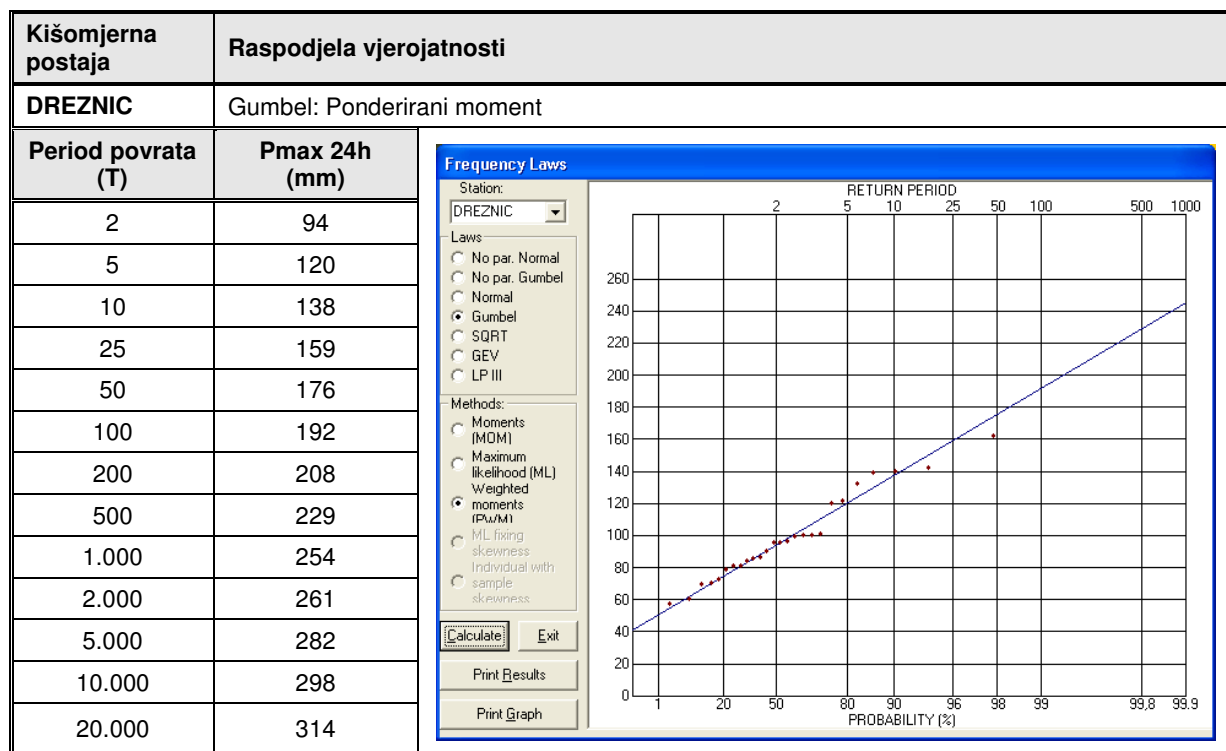 Kišomjerna
postaja
Raspodjela vjerojatnosti
DREZNIC
Gumbel: Ponderirani moment
Period povrata
(T)
Pmax 24h
(mm)
2 94
5 120
10 138
25 159
50 176
100 192
200 208
500 229
1.000 254
2.000 261
5.000 282
10.000 298
20.000 314
Frequency Laws
Station:
DREZNIC
Laws
No par. Normal
No par. Gumbel
Normal
Gumbel
SQRT
GEV
LP III
Methods:
Moments
(MOM)
Maximum
likelihood (ML)
Weighted
moments
(PWM)
ML fixing
skewness
Individual with
sample
skewness
Calculate Exit
Print Results
Print Graph
RETURN PERIOD
2 5 10 25 50 100 500 1000
260
240
220
200
180
160
140
120
100
80
60
40
20
0
1 20 50 80 90 96 98 99 99,8 99.9
PROBABILITY (%)